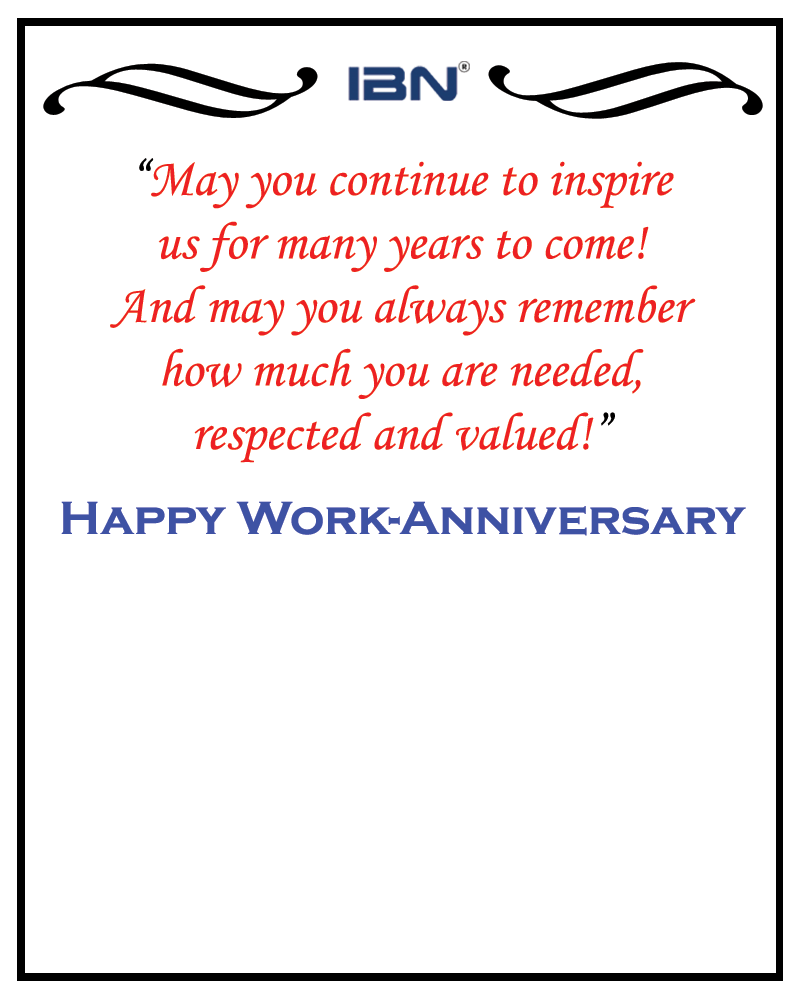 IBN®
“May you continue to inspire
us for many years to come!
And may you always remember
how much you are needed,
respected and valued!”
HAPPY WORK-ANNIVERSARY